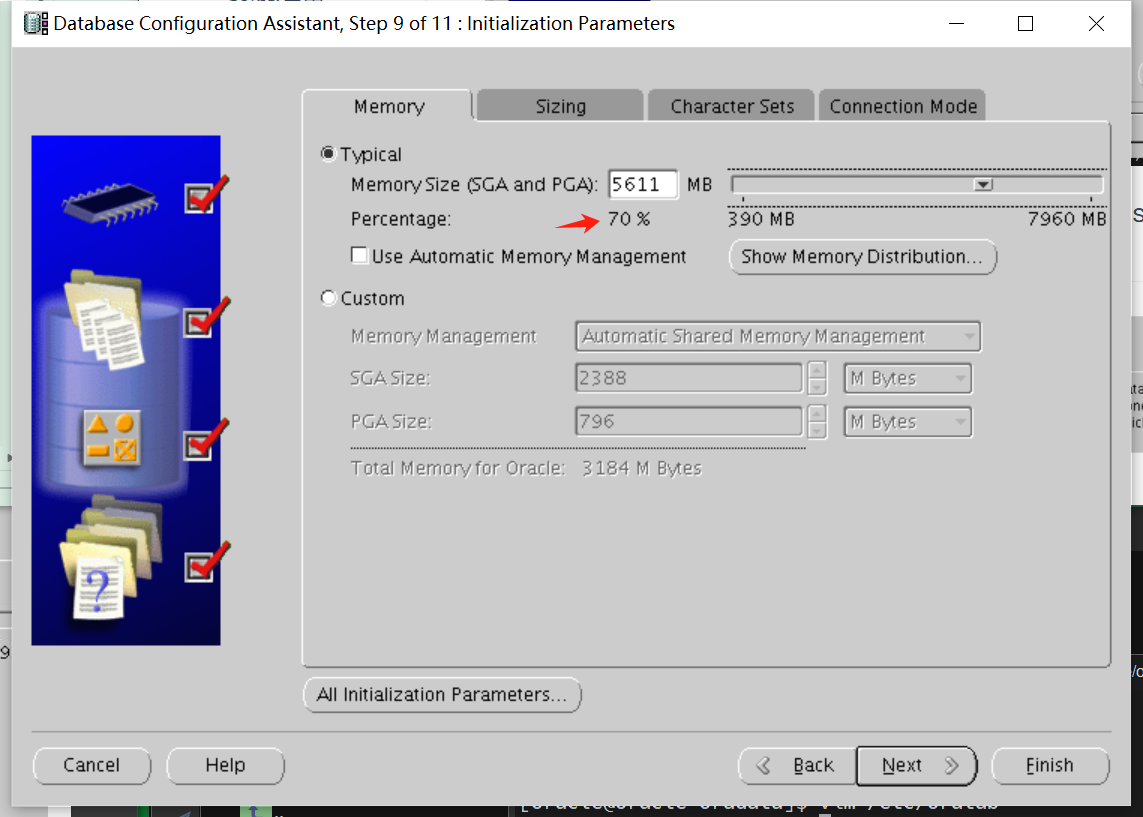 Database Configuration Assistant, Step 9 of 11 : Initialization Parameters
Memory
Sizing
Character Sets
Connection Mode
Typical
Memory Size (SGA and PGA): 5611 MB
Percentage: 70 % 390 MB 7960 MB
Use Automatic Memory Management Show Memory Distribution...
Custom
Memory Management Automatic Shared Memory Management
SGA Size: 2388 M Bytes
PGA Size: 796 M Bytes
Total Memory for Oracle: 3184 M Bytes
?
All Initialization Parameters...
Cancel
Help
Back
Next
Finish